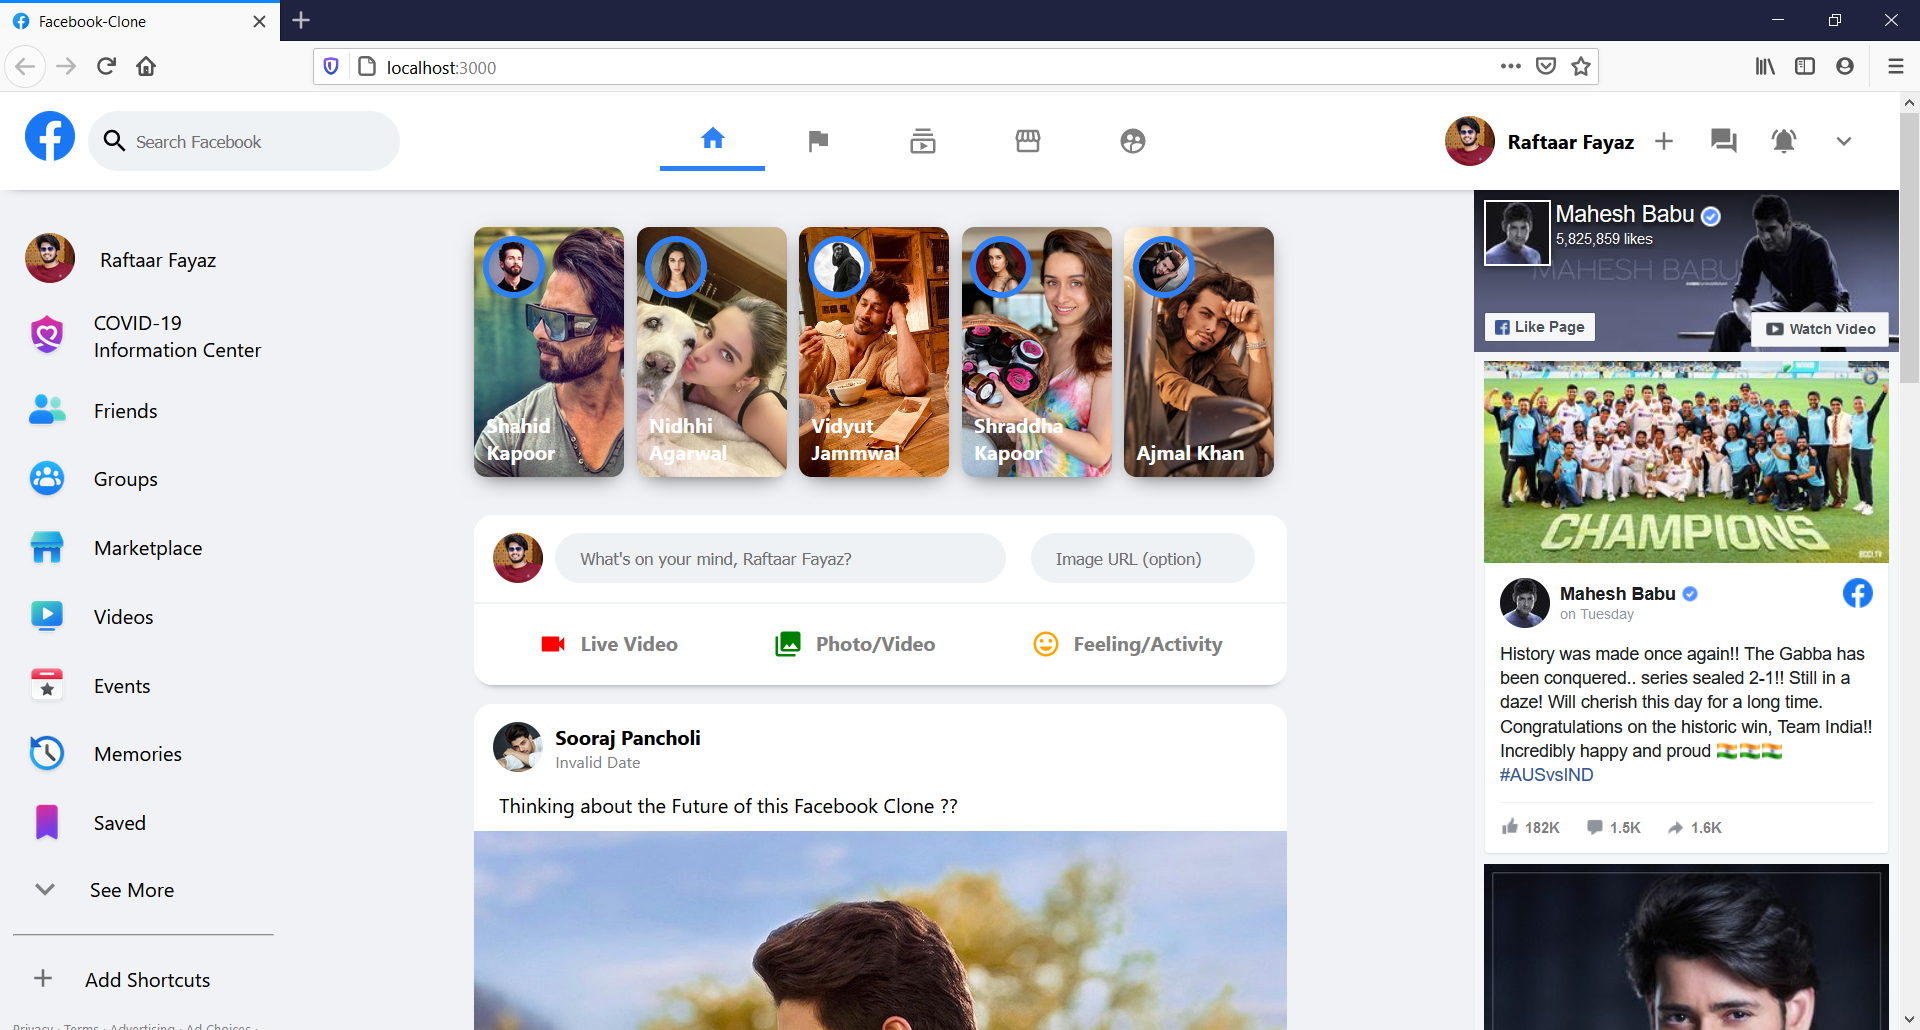 Facebook-Clone
localhost:3000
Search Facebook
Raftaar Fayaz
Raftaar Fayaz
COVID-19
Information Center
Friends
Groups
Marketplace
Videos
Events
Memories
Saved
See More
Add Shortcuts
Privacy · Terms · Advertising · Ad Choices ·
Shahid
Kapoor
Nidhhi
Agarwal
Vidyut
Jammwal
Shraddha
Kapoor
Ajmal Khan
What's on your mind, Raftaar Fayaz?
Image URL (option)
Live Video
Photo/Video
Feeling/Activity
Sooraj Pancholi
Invalid Date
Thinking about the Future of this Facebook Clone ??
Mahesh Babu
5,825,859 likes
MAHESH BABU
Like Page
Watch Video
CHAMPIONS
BCCI.TV
Mahesh Babu
on Tuesday
History was made once again!! The Gabba has
been conquered.. series sealed 2-1!! Still in a
daze! Will cherish this day for a long time.
Congratulations on the historic win, Team India!!
Incredibly happy and proud 🇮🇳🇮🇳🇮🇳
#AUSvsIND
182K 1.5K 1.6K